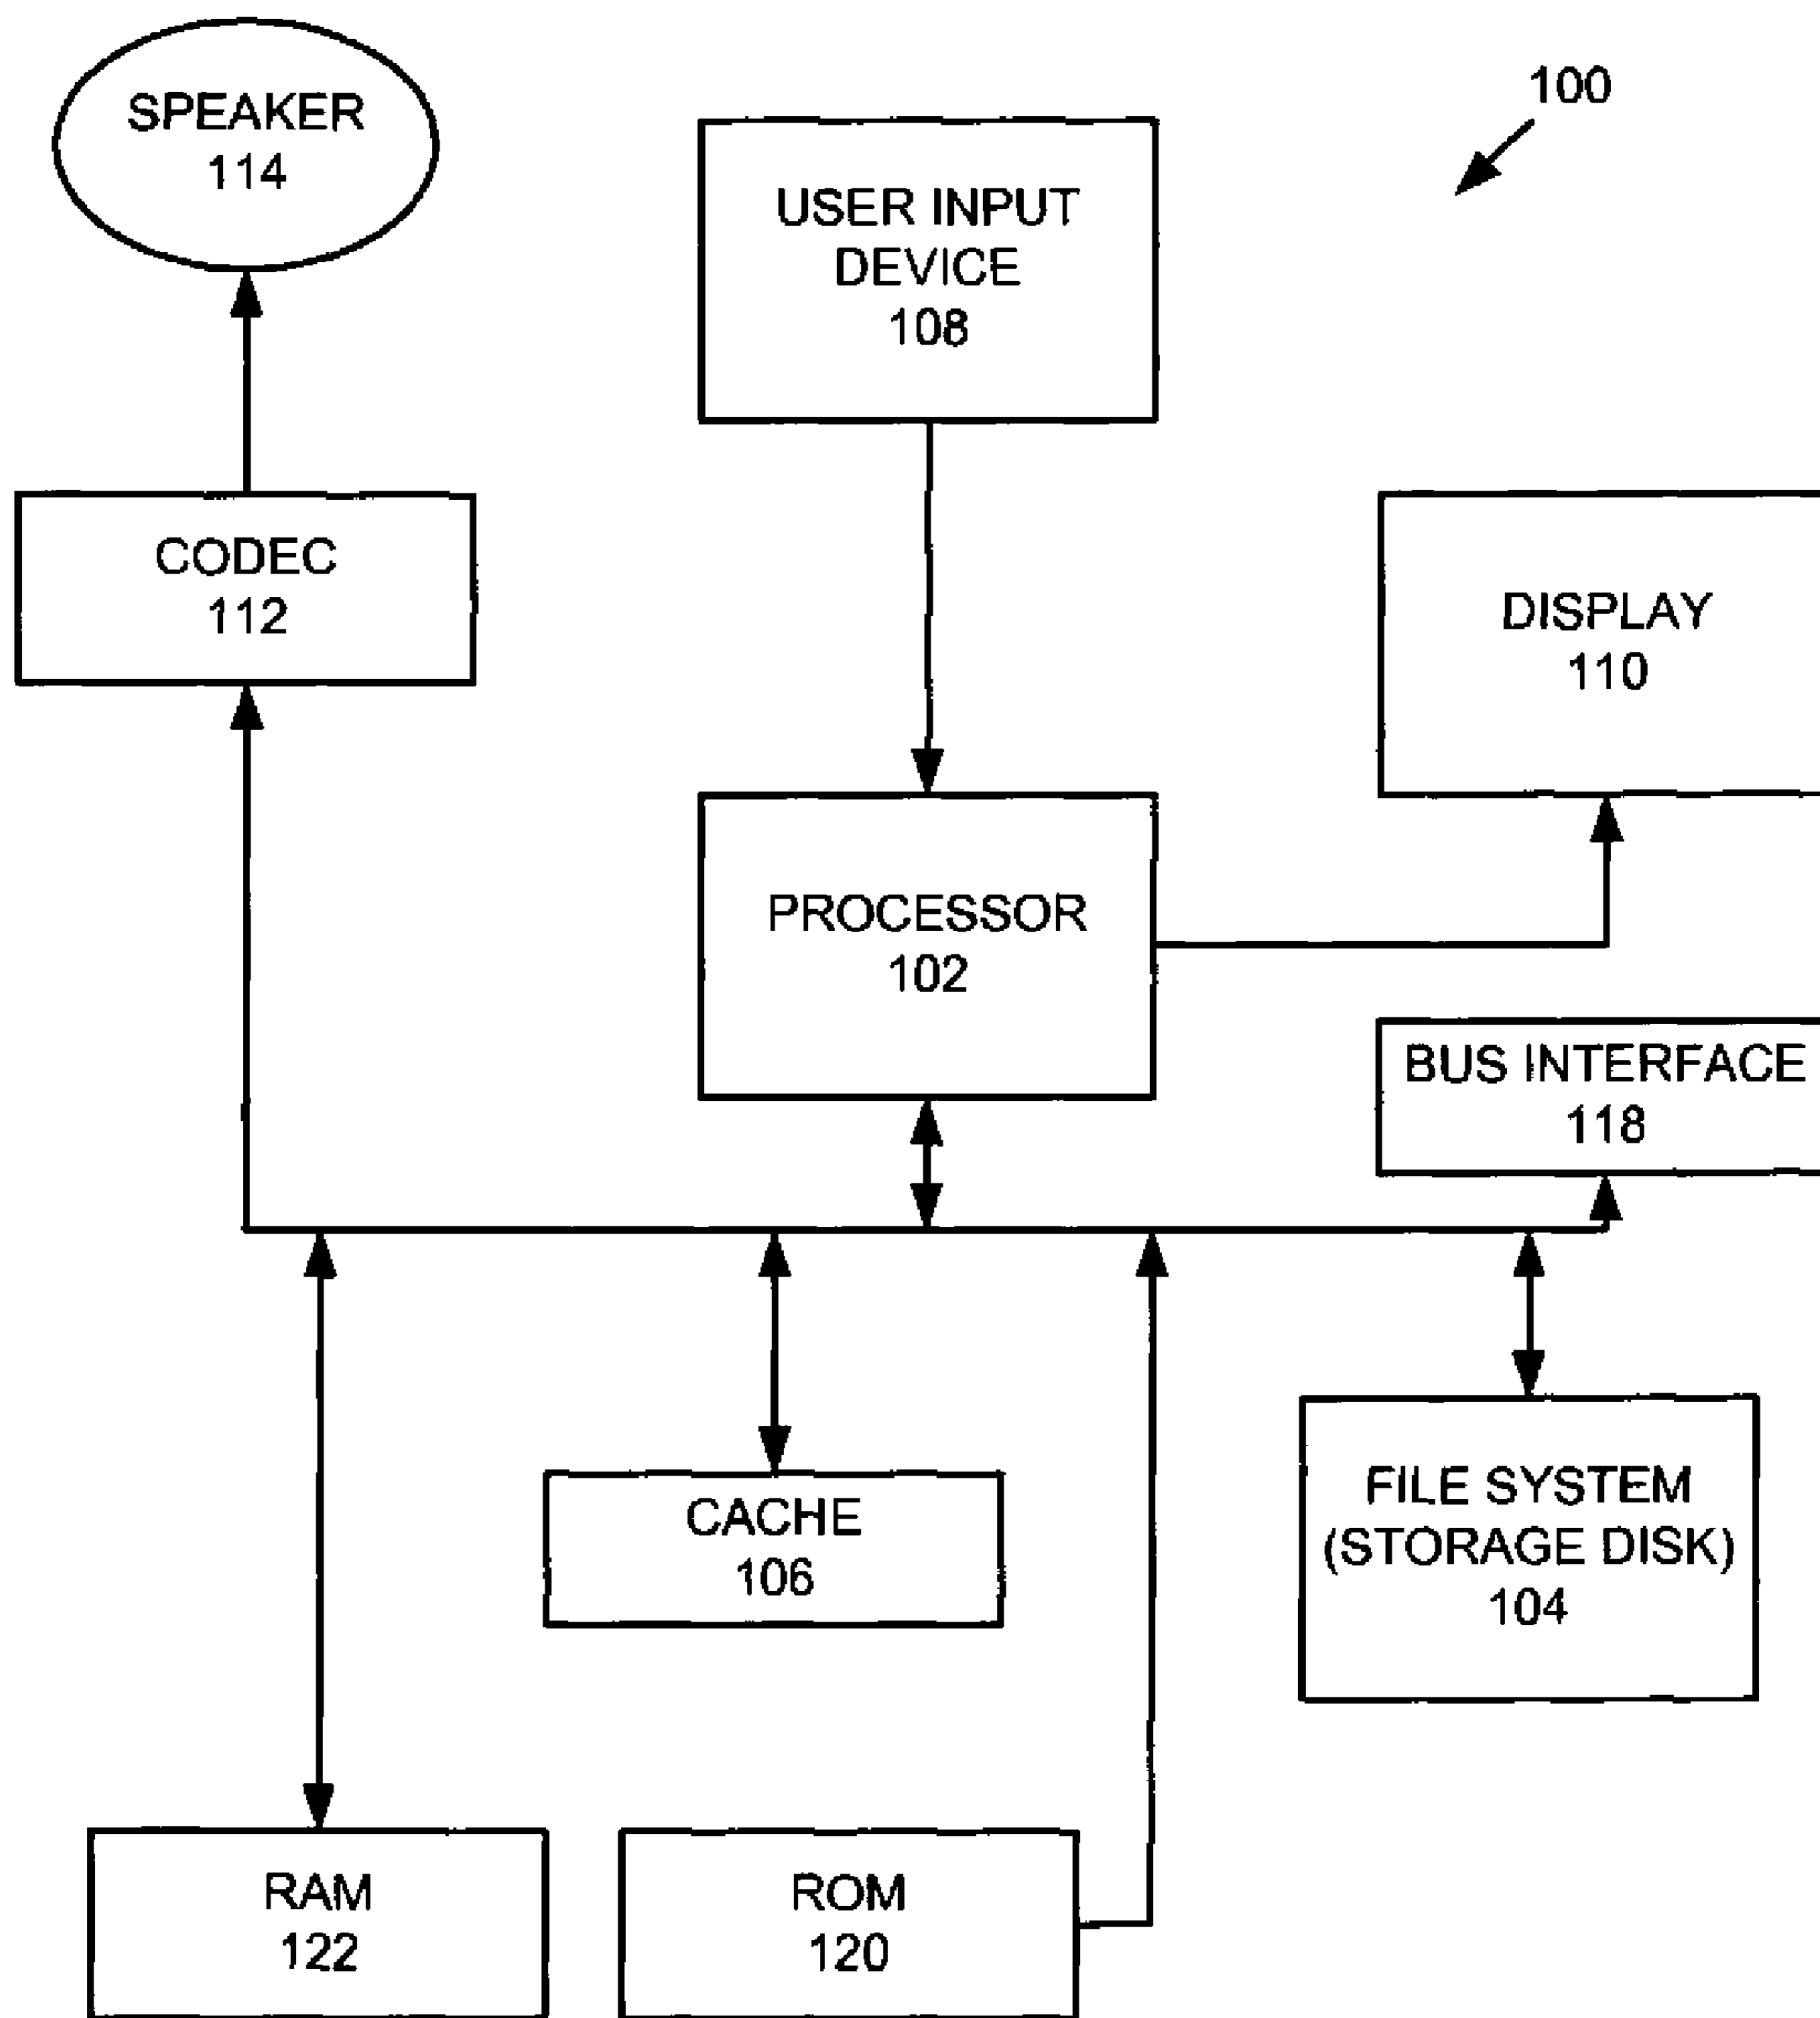 SPEAKER
114
100
USER INPUT
DEVICE
108
CODEC
112
DISPLAY
110
PROCESSOR
102
BUS INTERFACE
118
CACHE
106
FILE SYSTEM
(STORAGE DISK)
104
RAM
122
ROM
120